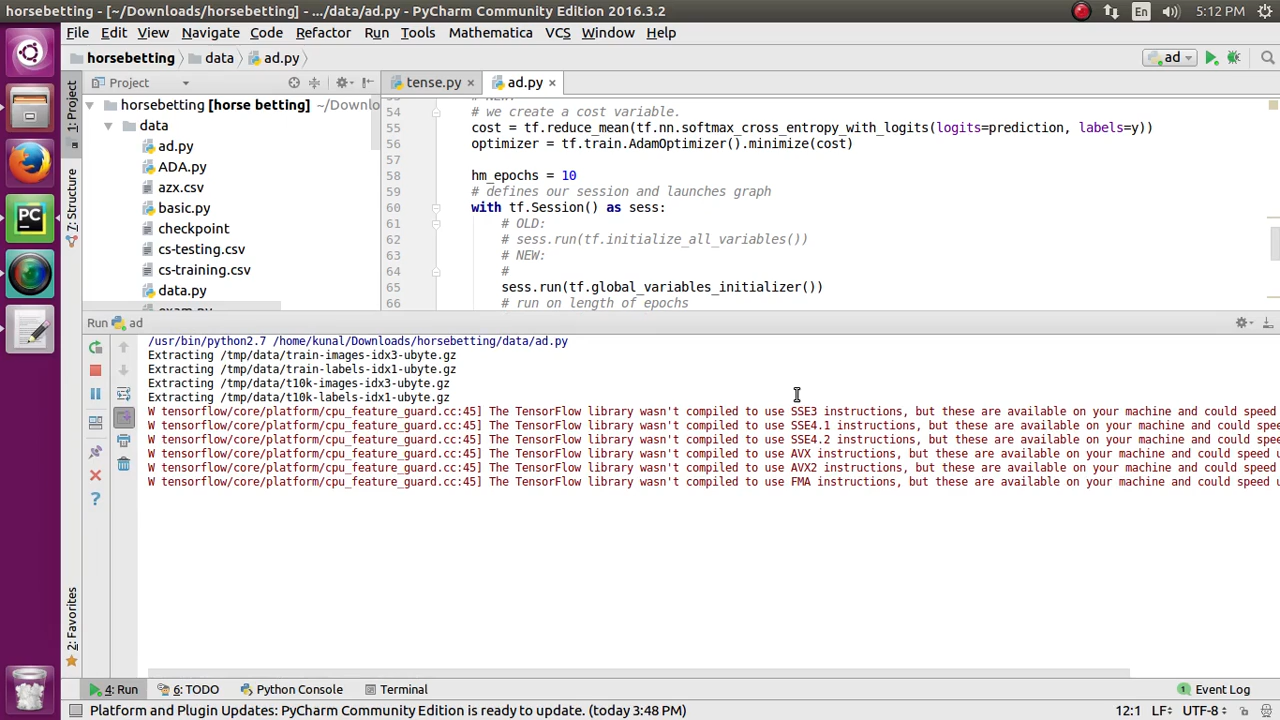 horsebetting - [~/Downloads/horsebetting] - .../data/ad.py - PyCharm Community Edition 2016.3.2
En
5:12 PM
File Edit View Navigate Code Refactor Run Tools Mathematica VCS Window Help
horsebetting data ad.py
ad
1: Project
7: Structure
2: Favorites
Project
tense.py ad.py
horsebetting [horse betting] ~/Downlo
data
ad.py
ADA.py
azx.csv
basic.py
checkpoint
cs-testing.csv
cs-training.csv
data.py
54 # we create a cost variable.
55 cost = tf.reduce_mean(tf.nn.softmax_cross_entropy_with_logits(logits=prediction, labels=y))
56 optimizer = tf.train.AdamOptimizer().minimize(cost)
57
58 hm_epochs = 10
59 # defines our session and launches graph
60 with tf.Session() as sess:
61 # OLD:
62 # sess.run(tf.initialize_all_variables())
63 # NEW:
64 #
65 sess.run(tf.global_variables_initializer())
66 # run on length of epochs
Run ad
/usr/bin/python2.7 /home/kunal/Downloads/horsebetting/data/ad.py
Extracting /tmp/data/train-images-idx3-ubyte.gz
Extracting /tmp/data/train-labels-idx1-ubyte.gz
Extracting /tmp/data/t10k-images-idx3-ubyte.gz
Extracting /tmp/data/t10k-labels-idx1-ubyte.gz
W tensorflow/core/platform/cpu_feature_guard.cc:45] The TensorFlow library wasn't compiled to use SSE3 instructions, but these are available on your machine and could speed
W tensorflow/core/platform/cpu_feature_guard.cc:45] The TensorFlow library wasn't compiled to use SSE4.1 instructions, but these are available on your machine and could spee
W tensorflow/core/platform/cpu_feature_guard.cc:45] The TensorFlow library wasn't compiled to use SSE4.2 instructions, but these are available on your machine and could spee
W tensorflow/core/platform/cpu_feature_guard.cc:45] The TensorFlow library wasn't compiled to use AVX instructions, but these are available on your machine and could speed u
W tensorflow/core/platform/cpu_feature_guard.cc:45] The TensorFlow library wasn't compiled to use AVX2 instructions, but these are available on your machine and could speed
W tensorflow/core/platform/cpu_feature_guard.cc:45] The TensorFlow library wasn't compiled to use FMA instructions, but these are available on your machine and could speed u
4: Run 6: TODO Python Console Terminal
1 Event Log
Platform and Plugin Updates: PyCharm Community Edition is ready to update. (today 3:48 PM)
12:1 LF UTF-8